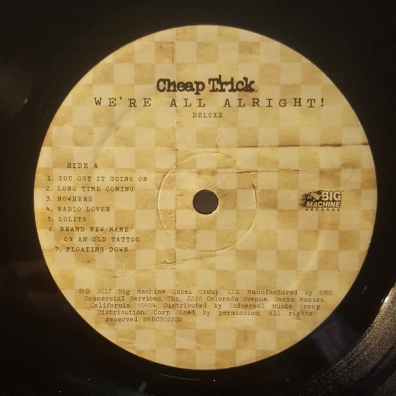 Cheap Trick
WE'RE ALL ALRIGHT!
DELUXE
SIDE A
1. YOU GOT IT GOING ON
2. LONG TIME COMING
3. NOWHERE
4. RADIO LOVER
5. LOLITA
6. BRAND NEW NAME
ON AN OLD TATTOO
7. FLOATING DOWN
BIG
MACHINE
RECORDS
℗© 2017 Big Machine Label Group, LLC. Manufactured by UMG
Commercial Services, Inc., 2220 Colorado Avenue, Santa Monica,
California 90404. Distributed by Universal Music Group
Distribution, Corp. Used by permission. All rights
reserved.